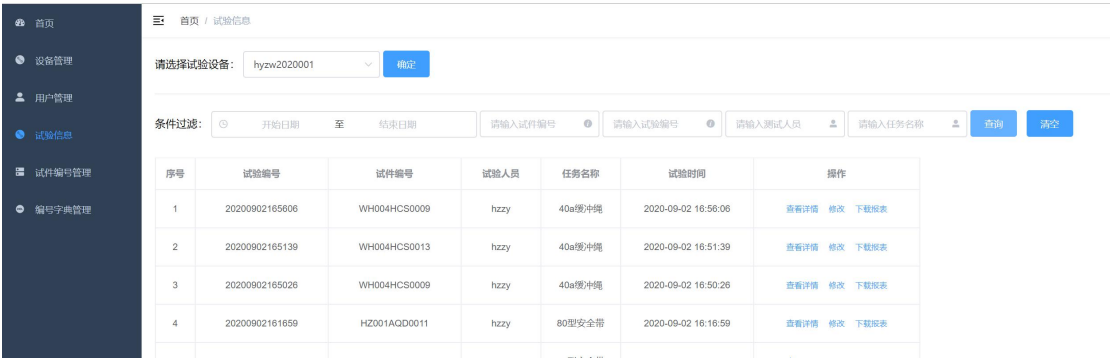 首页
设备管理
用户管理
试验信息
试件编号管理
编号字典管理
首页 / 试验信息
请选择试验设备： hyzw2020001 确定
条件过滤： 开始日期 至 结束日期 请输入试件编号 请输入试验编号 请输入测试人员 请输入任务名称 查询 清空
序号 试验编号 试件编号 试验人员 任务名称 试验时间 操作
1 20200902165606 WH004HCS0009 hzzy 40a缓冲绳 2020-09-02 16:56:06 查看详情 修改 下载报表
2 20200902165139 WH004HCS0013 hzzy 40a缓冲绳 2020-09-02 16:51:39 查看详情 修改 下载报表
3 20200902165026 WH004HCS0009 hzzy 40a缓冲绳 2020-09-02 16:50:26 查看详情 修改 下载报表
4 20200902161659 HZ001AQD0011 hzzy 80型安全带 2020-09-02 16:16:59 查看详情 修改 下载报表